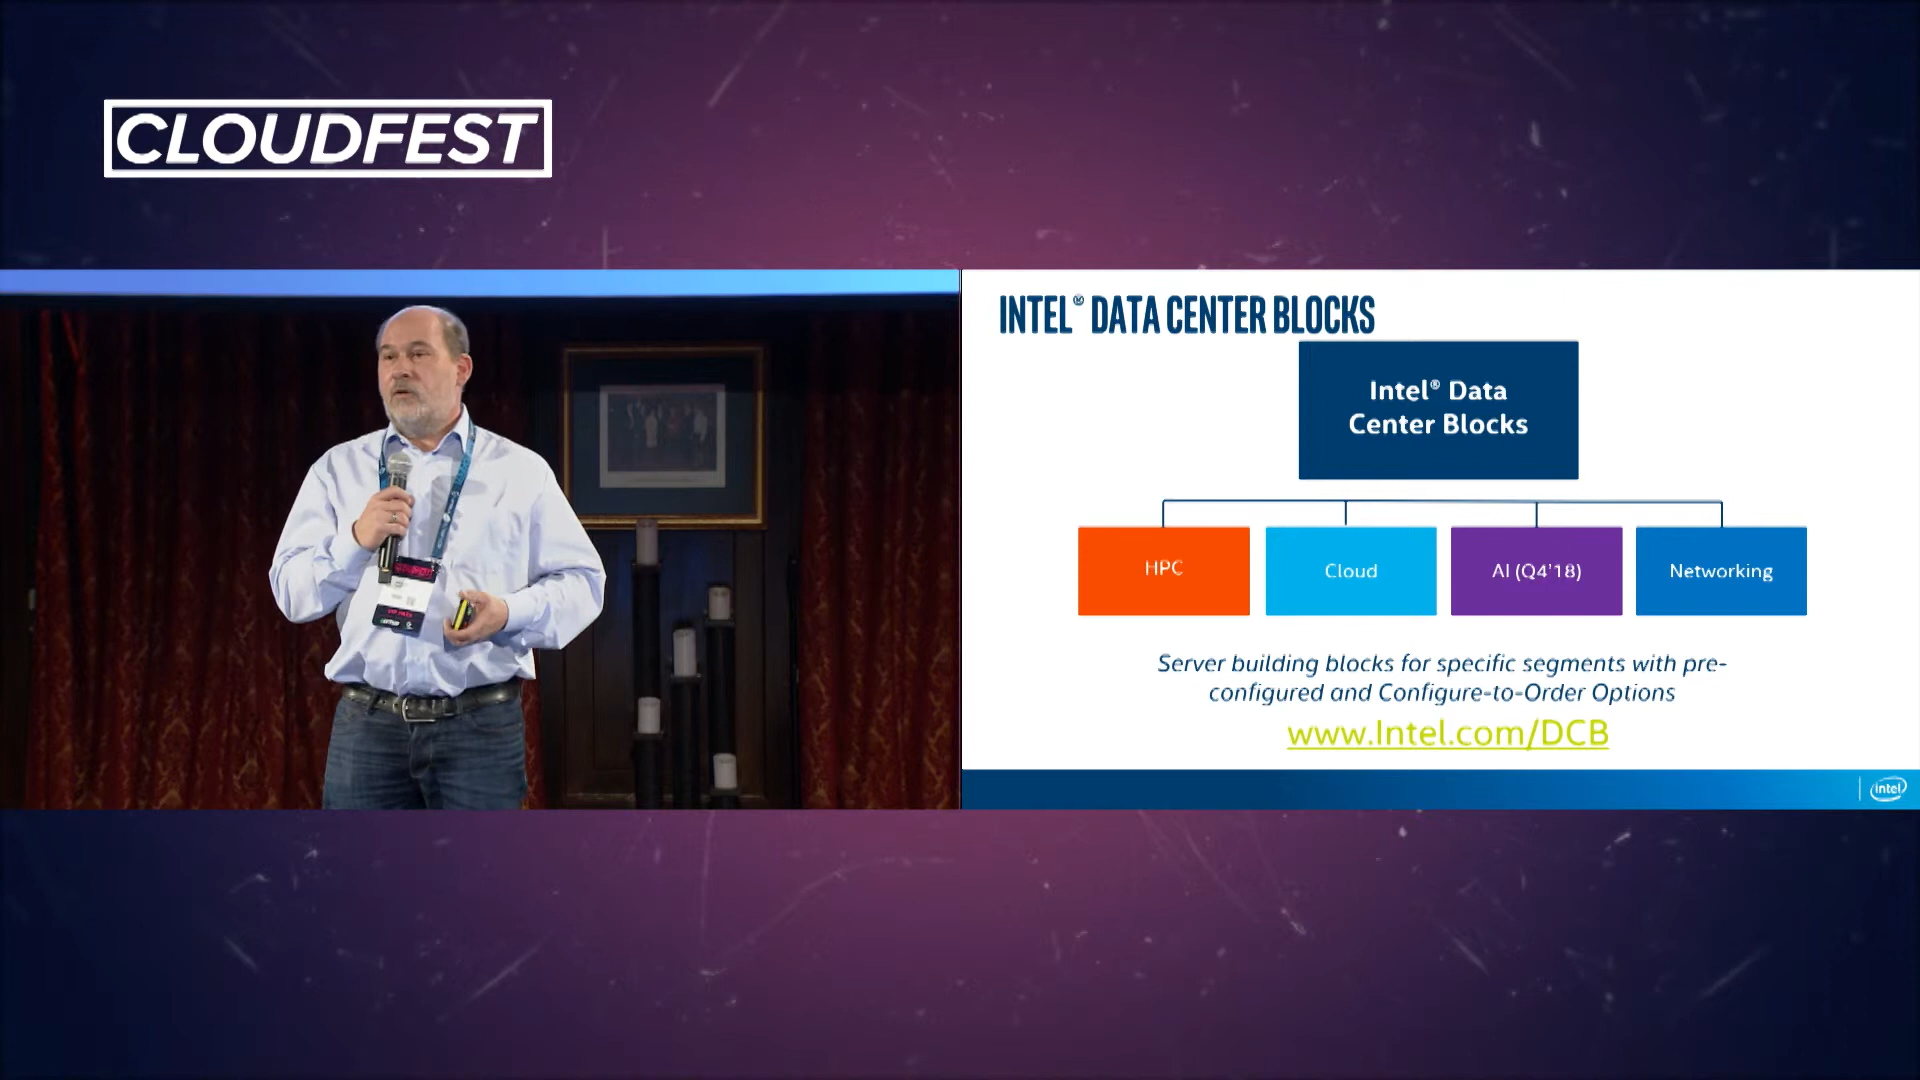 CLOUDFEST
INTEL® DATA CENTER BLOCKS
Intel® Data
Center Blocks
HPC
Cloud
AI (Q4'18)
Networking
Server building blocks for specific segments with pre-
configured and Configure-to-Order Options
www.Intel.com/DCB
intel